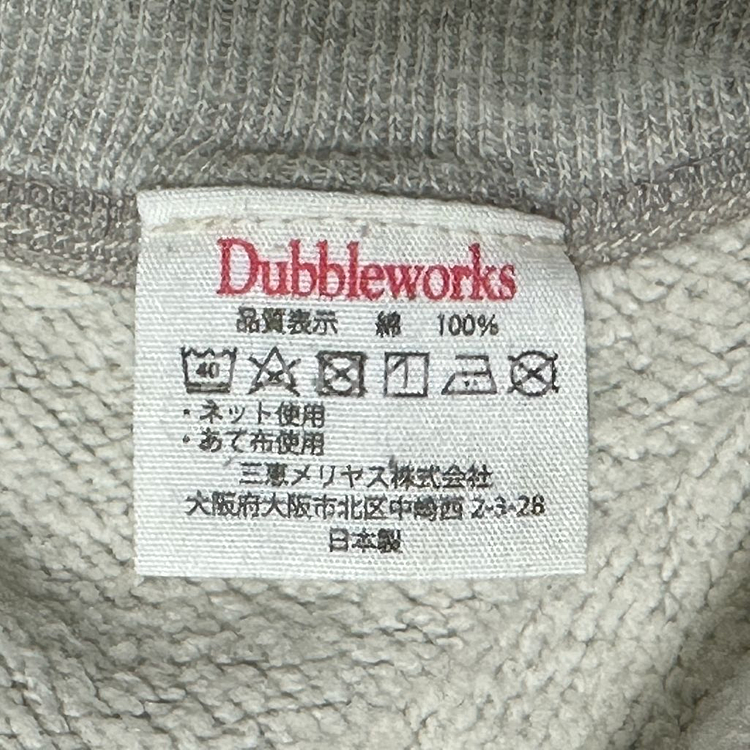 Dubbleworks
品質表示 綿 100%
40
・ネット使用
・あて布使用
三恵メリヤス株式会社
大阪府大阪市北区中崎西 2-3-28
日本製